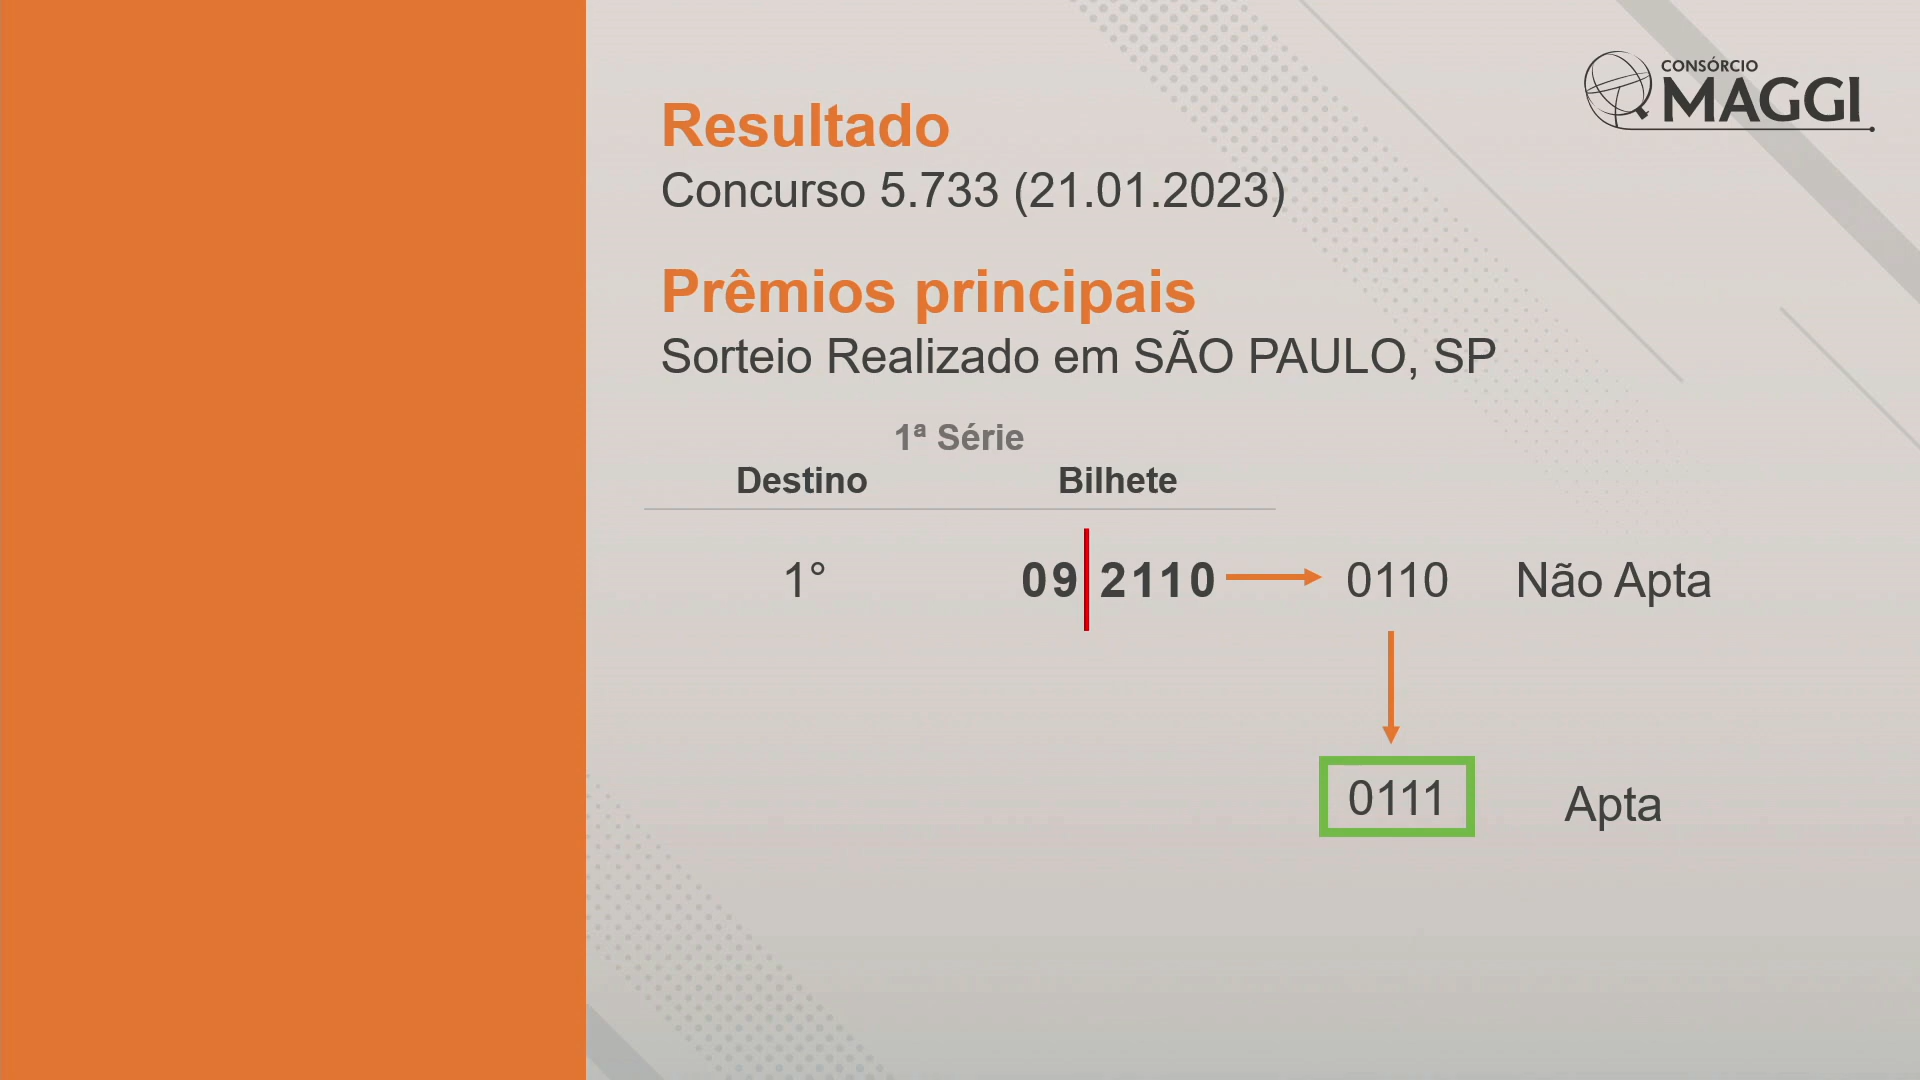 CONSÓRCIO
MAGGI
Resultado
Concurso 5.733 (21.01.2023)
Prêmios principais
Sorteio Realizado em SÃO PAULO, SP
1ª Série
Destino Bilhete
1° 09 2110 0110 Não Apta
0111 Apta